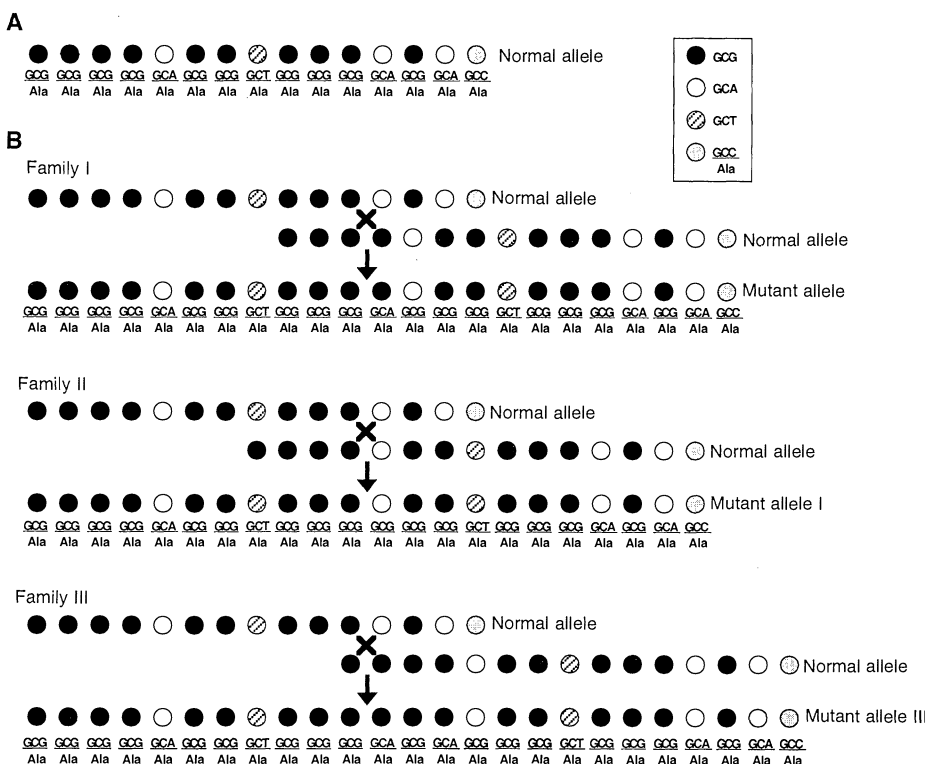 A
Normal allele
GCG GCG GCG GCG GCA GCG GCG GCT GCG GCG GCG GCA GCG GCA GCC
Ala Ala Ala Ala Ala Ala Ala Ala Ala Ala Ala Ala Ala Ala Ala
GCG
GCA
GCT
GCC
Ala
B
Family I
Normal allele
Normal allele
Mutant allele
GCG GCG GCG GCG GCA GCG GCG GCT GCG GCG GCG GCA GCG GCG GCG GCT GCG GCG GCG GCA GCG GCA GCC
Ala Ala Ala Ala Ala Ala Ala Ala Ala Ala Ala Ala Ala Ala Ala Ala Ala Ala Ala Ala Ala Ala Ala
Family II
Normal allele
Normal allele
Mutant allele I
GCG GCG GCG GCG GCA GCG GCG GCT GCG GCG GCG GCA GCG GCG GCT GCG GCG GCG GCA GCG GCA GCC
Ala Ala Ala Ala Ala Ala Ala Ala Ala Ala Ala Ala Ala Ala Ala Ala Ala Ala Ala Ala Ala Ala
Family III
Normal allele
Normal allele
Mutant allele III
GCG GCG GCG GCG GCA GCG GCG GCT GCG GCG GCG GCA GCG GCG GCG GCG GCG GCT GCG GCG GCG GCA GCG GCA GCC
Ala Ala Ala Ala Ala Ala Ala Ala Ala Ala Ala Ala Ala Ala Ala Ala Ala Ala Ala Ala Ala Ala Ala Ala Ala